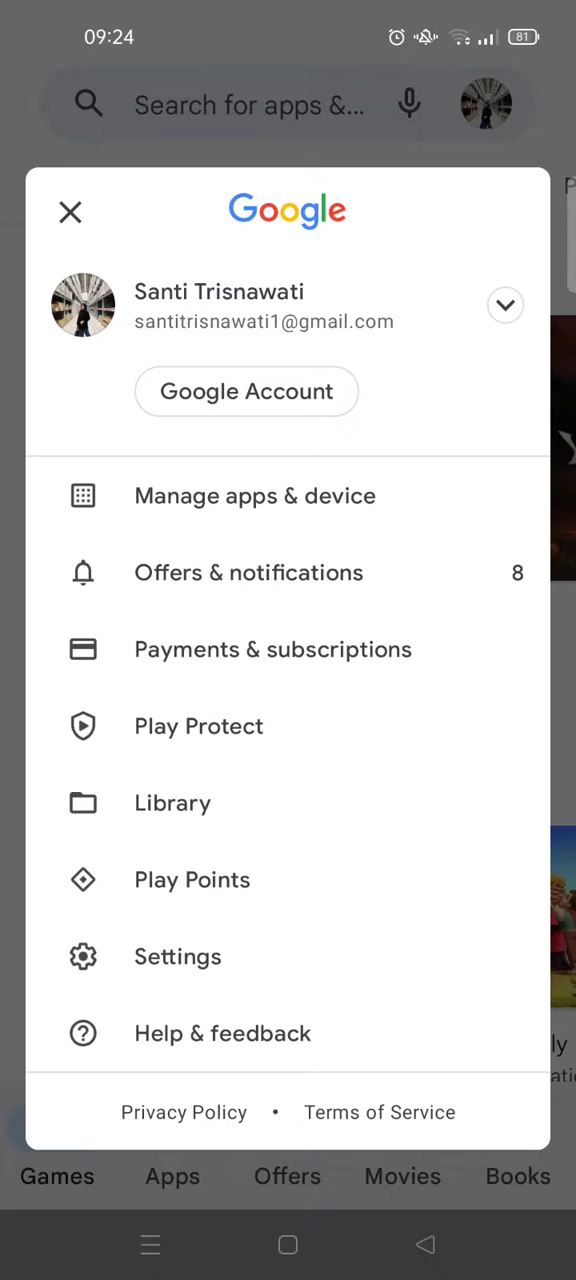 09:24
81
Search for apps &...
Google
Santi Trisnawati
santitrisnawati1@gmail.com
Google Account
Manage apps & device
Offers & notifications 8
Payments & subscriptions
Play Protect
Library
Play Points
Settings
Help & feedback
Privacy Policy • Terms of Service
Games Apps Offers Movies Books